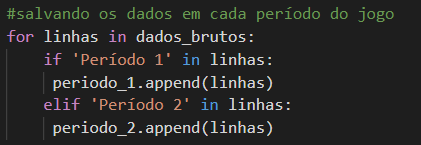 #salvando os dados em cada período do jogo
for linhas in dados_brutos:
    if 'Período 1' in linhas:
     periodo_1.append(linhas)
    elif 'Período 2' in linhas:
     periodo_2.append(linhas)